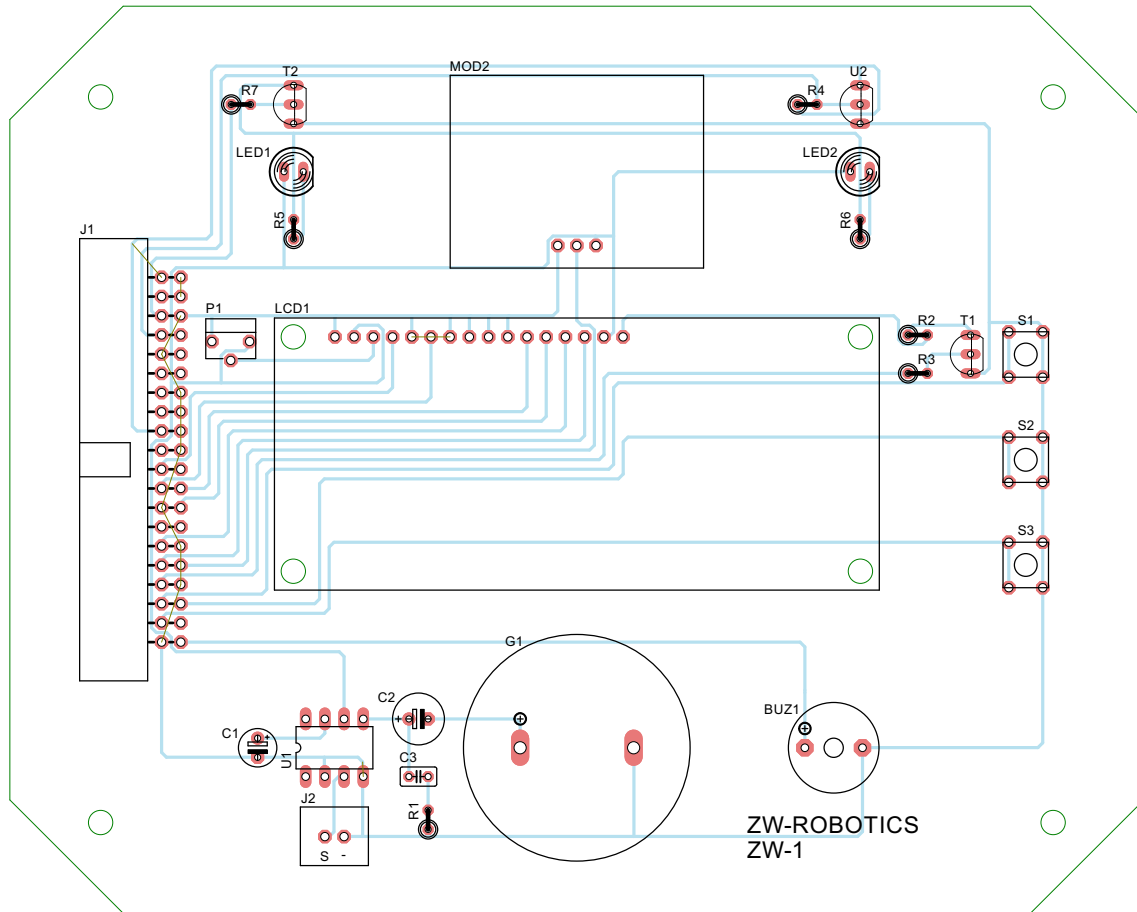 T2
MOD2
U2
R7
R4
LED1
LED2
R5
R6
J1
P1
LCD1
R2
T1
S1
R3
S2
S3
G1
C2
BUZ1
C1
+
+
U1
C3
J2
R1
ZW-ROBOTICS
ZW-1
S -